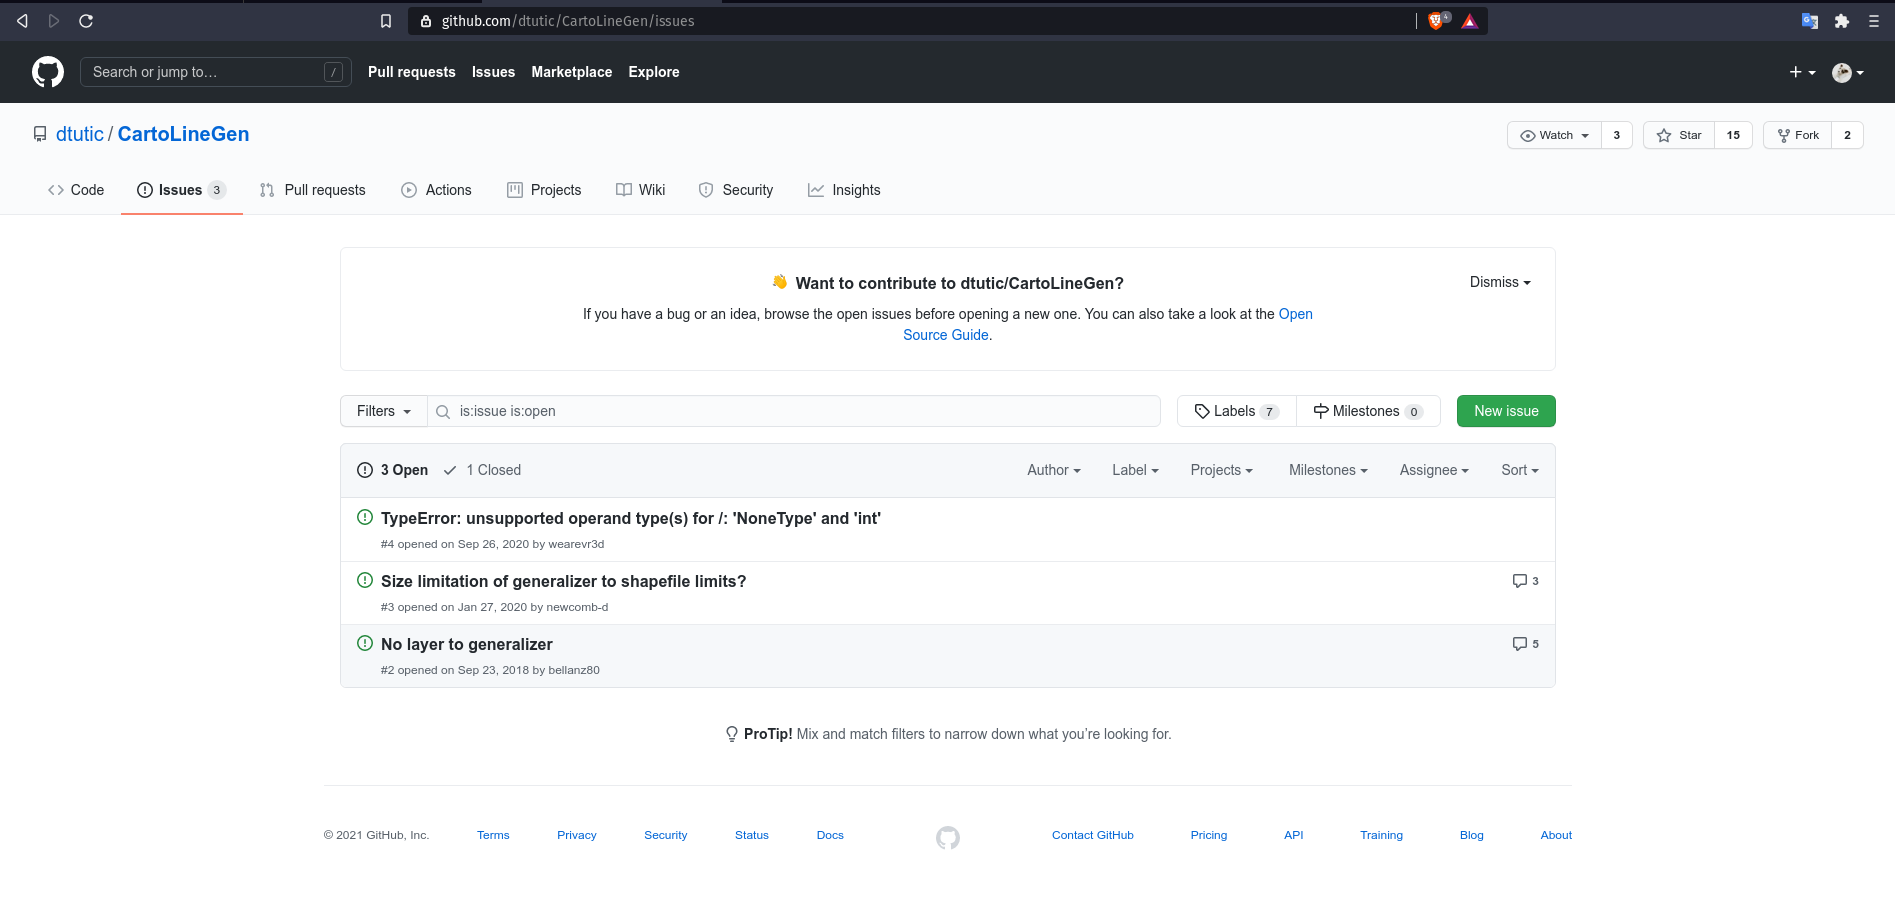 github.com/dtutic/CartoLineGen/issues
4
Search or jump to…
/
Pull requests
Issues
Marketplace
Explore
dtutic / CartoLineGen
Watch 3
Star 15
Fork 2
Code
Issues 3
Pull requests
Actions
Projects
Wiki
Security
Insights
👋 Want to contribute to dtutic/CartoLineGen?
Dismiss
If you have a bug or an idea, browse the open issues before opening a new one. You can also take a look at the Open
Source Guide.
Filters
is:issue is:open
Labels 7
Milestones 0
New issue
3 Open
1 Closed
Author
Label
Projects
Milestones
Assignee
Sort
TypeError: unsupported operand type(s) for /: 'NoneType' and 'int'
#4 opened on Sep 26, 2020 by wearevr3d
Size limitation of generalizer to shapefile limits?
3
#3 opened on Jan 27, 2020 by newcomb-d
No layer to generalizer
5
#2 opened on Sep 23, 2018 by bellanz80
ProTip! Mix and match filters to narrow down what you’re looking for.
© 2021 GitHub, Inc.
Terms
Privacy
Security
Status
Docs
Contact GitHub
Pricing
API
Training
Blog
About